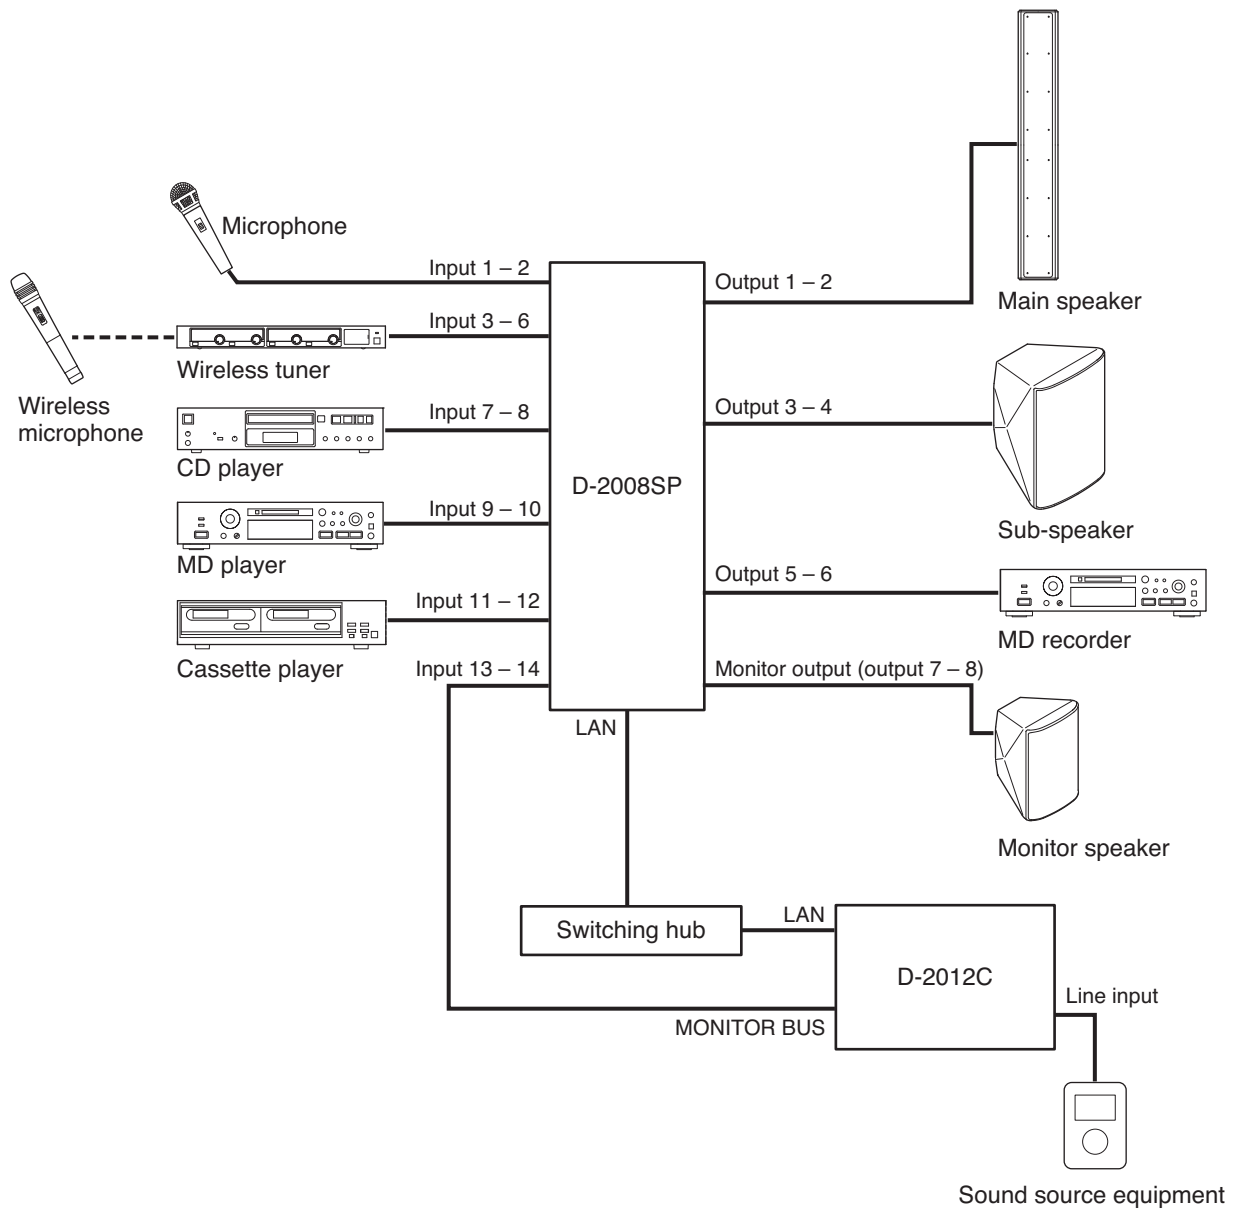 Microphone
Input 1 – 2
Output 1 – 2
Main speaker
Input 3 – 6
Wireless tuner
Wireless
microphone
Input 7 – 8
Output 3 – 4
CD player
D-2008SP
Input 9 – 10
Sub-speaker
MD player
Output 5 – 6
Input 11 – 12
MD recorder
Cassette player
Input 13 – 14
Monitor output (output 7 – 8)
LAN
Monitor speaker
Switching hub
LAN
D-2012C
Line input
MONITOR BUS
Sound source equipment